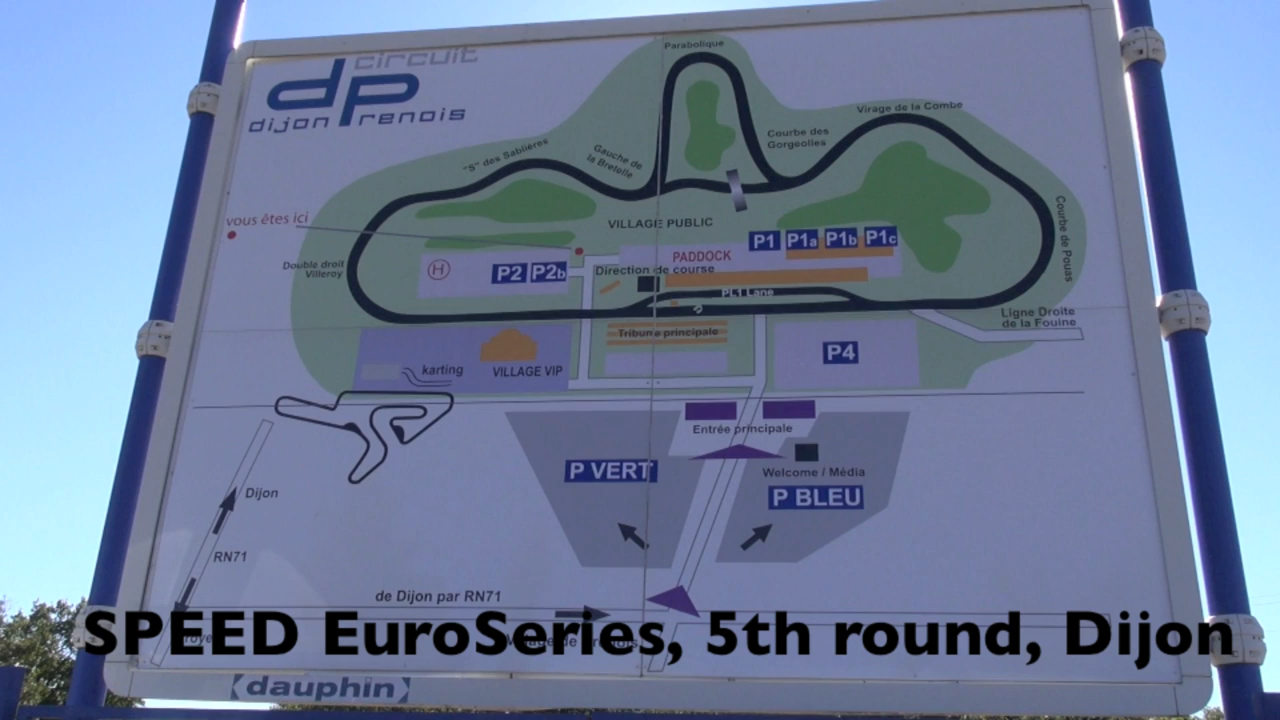 circuit
dp
dijon prenois
Parabolique
Virage de la Combe
Courbe des
Gorgeolles
"S" des Sablières
Gauche de
la Bretelle
vous êtes ici
VILLAGE PUBLIC
Courbe de Pouas
P1 P1a P1b P1c
PADDOCK
Double droit
Villeroy
H
P2 P2b
Direction de course
Ligne Droite
de la Fouine
Tribune principale
P4
karting
VILLAGE VIP
Entrée principale
Welcome / Média
P VERT
P BLEU
Dijon
RN71
de Dijon par RN71
SPEED EuroSeries, 5th round, Dijon
dauphin